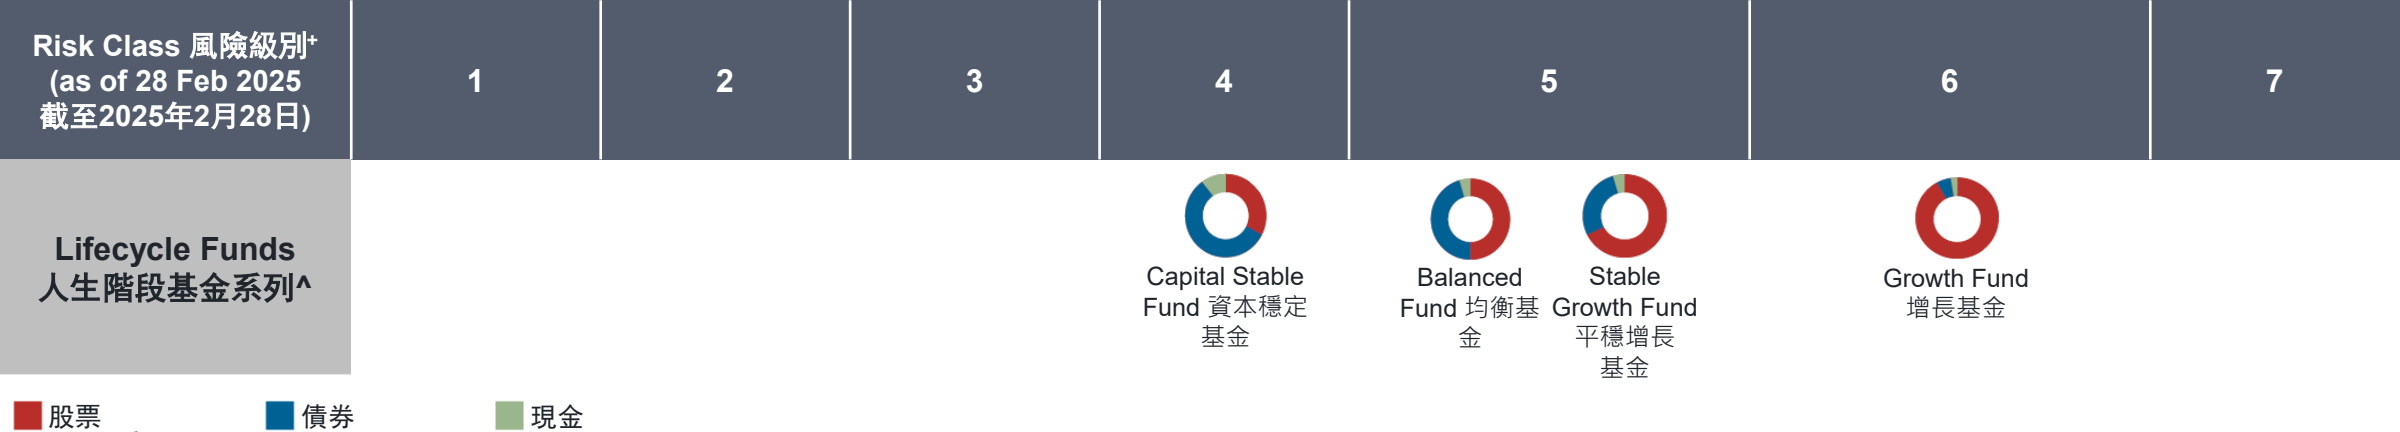 Risk Class 風險級別+
(as of 28 Feb 2025
截至2025年2月28日)
1
2
3
4
5
6
7
Lifecycle Funds
人生階段基金系列^
Capital Stable
Fund 資本穩定
基金
Balanced
Fund 均衡基
金
Stable
Growth Fund
平穩增長
基金
Growth Fund
增長基金
股票
債券
現金